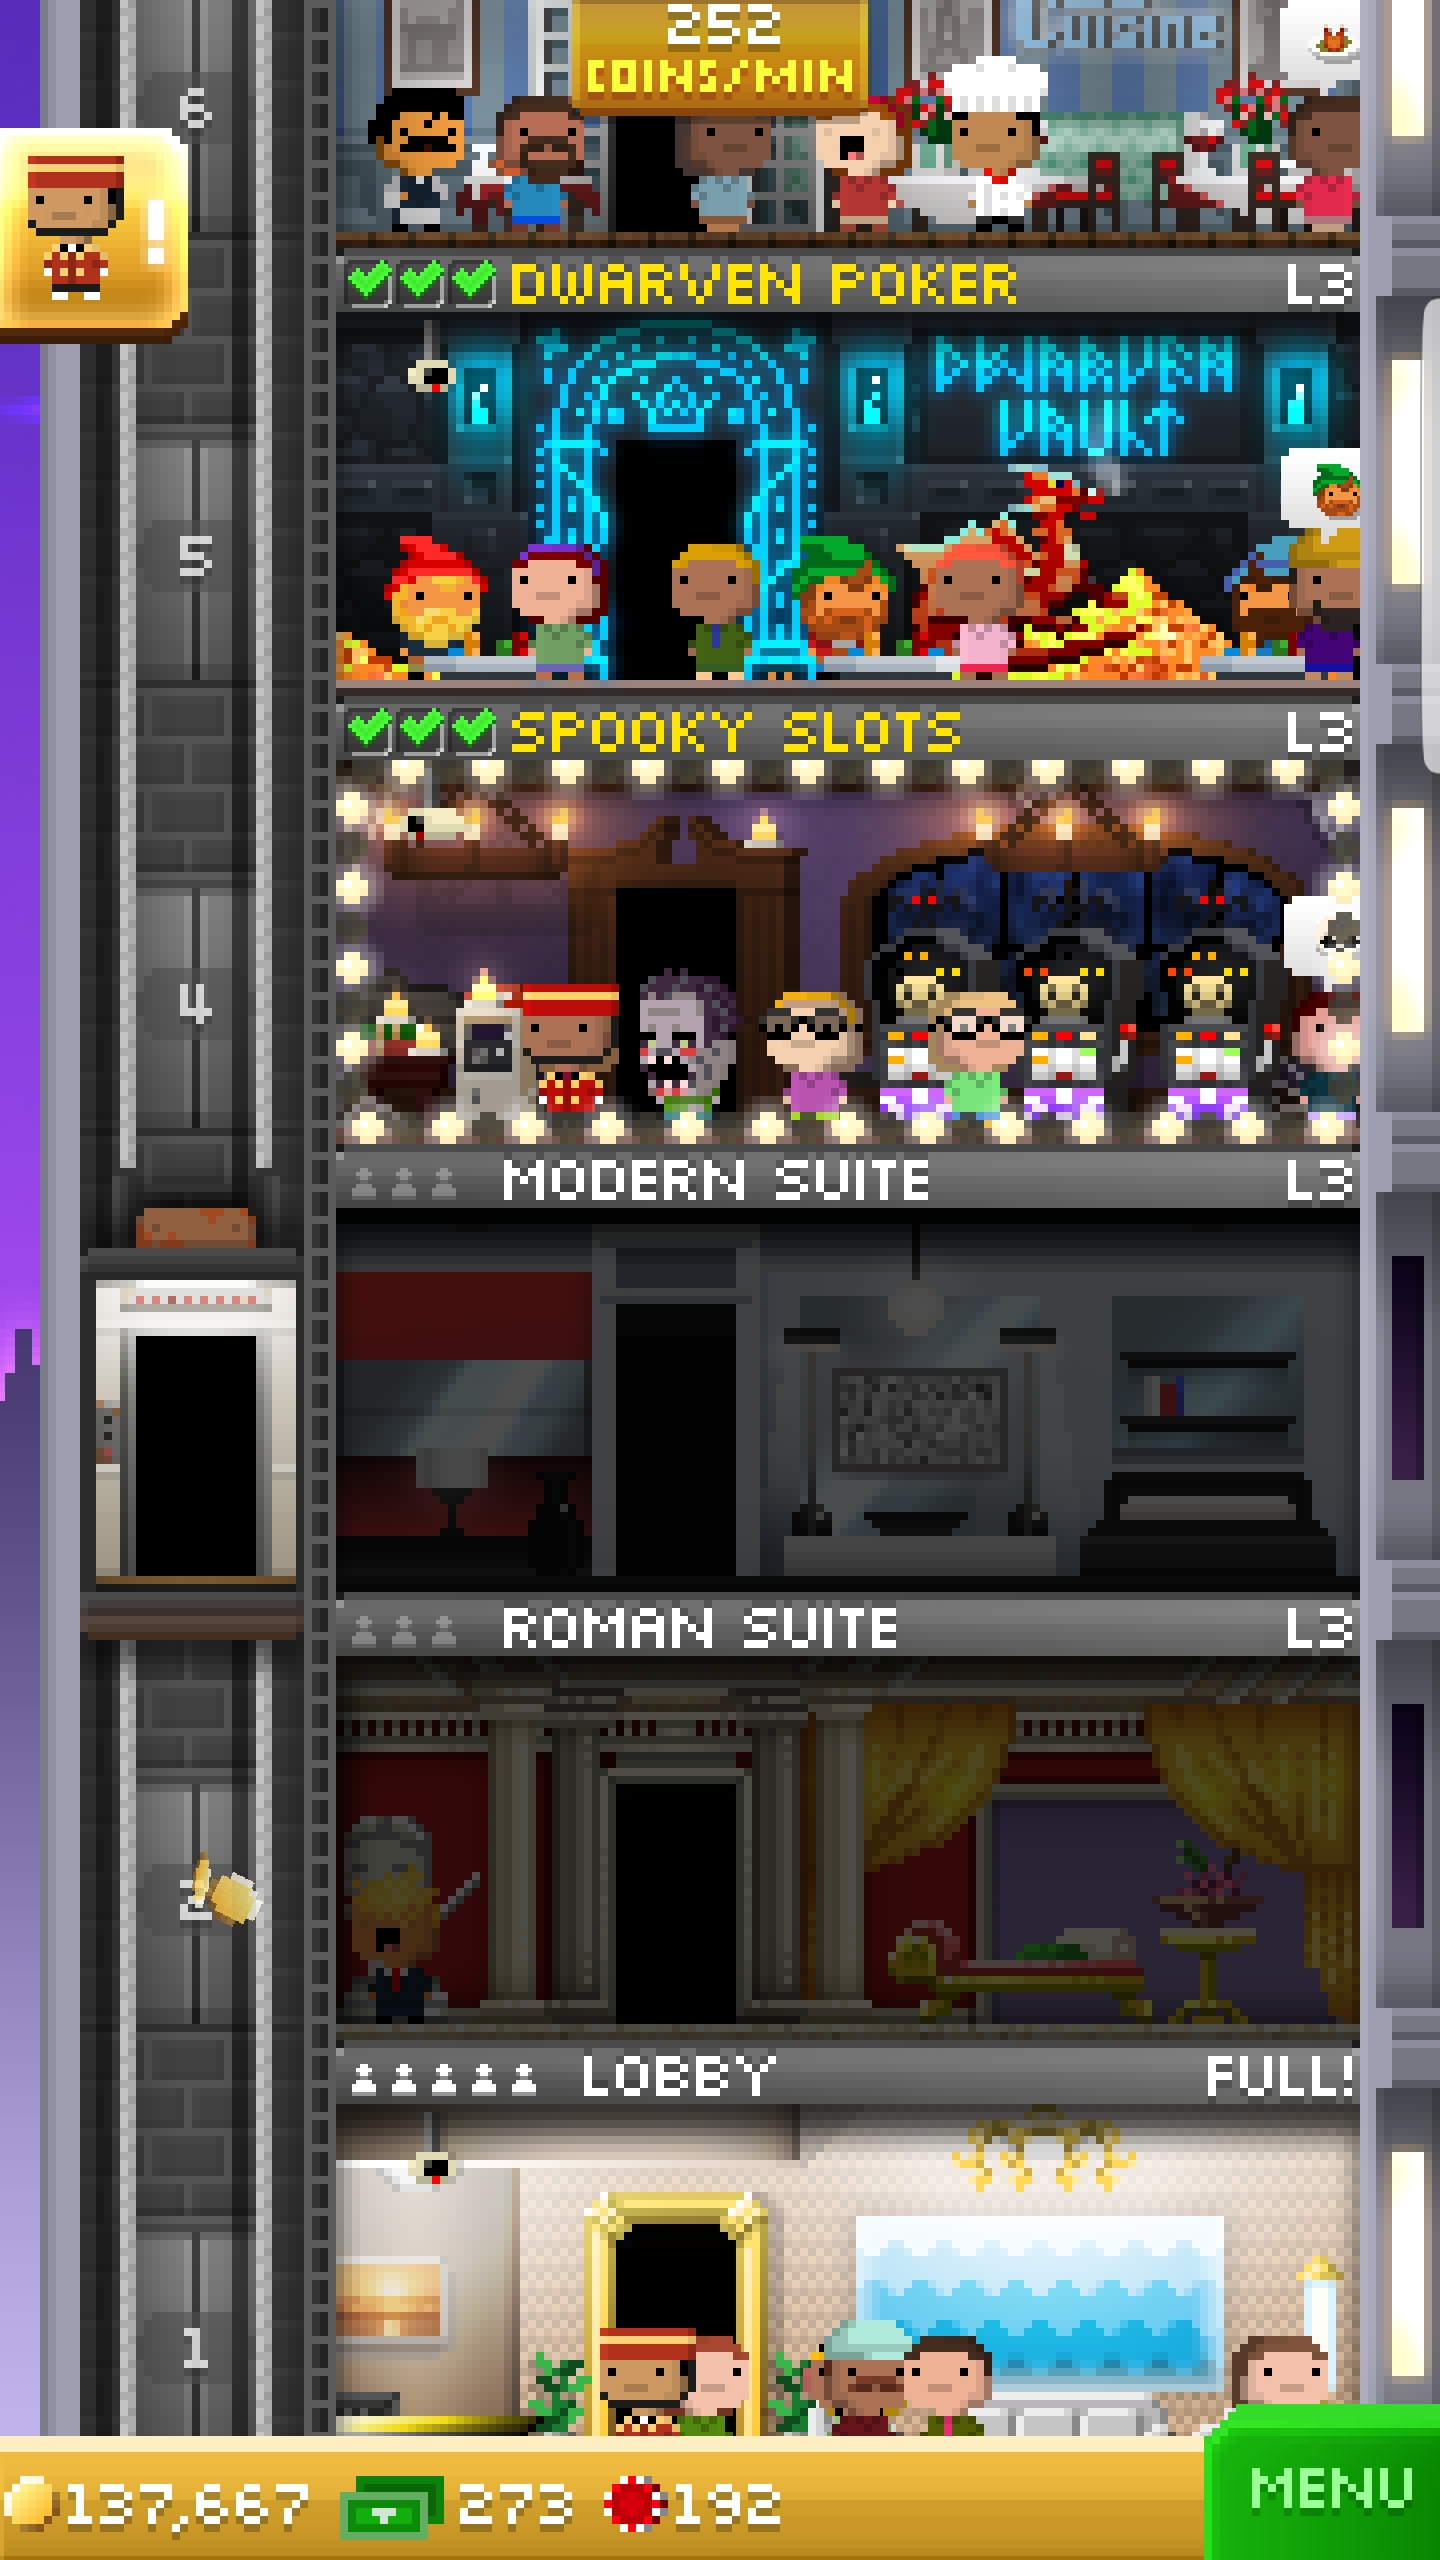 Cuisine
252
COINS/MIN
6
DWARVEN POKER L3
DWARVEN
VAULT
5
SPOOKY SLOTS L3
4
MODERN SUITE L3
ROMAN SUITE L3
2
LOBBY FULL!
1
137,667 273 192
MENU